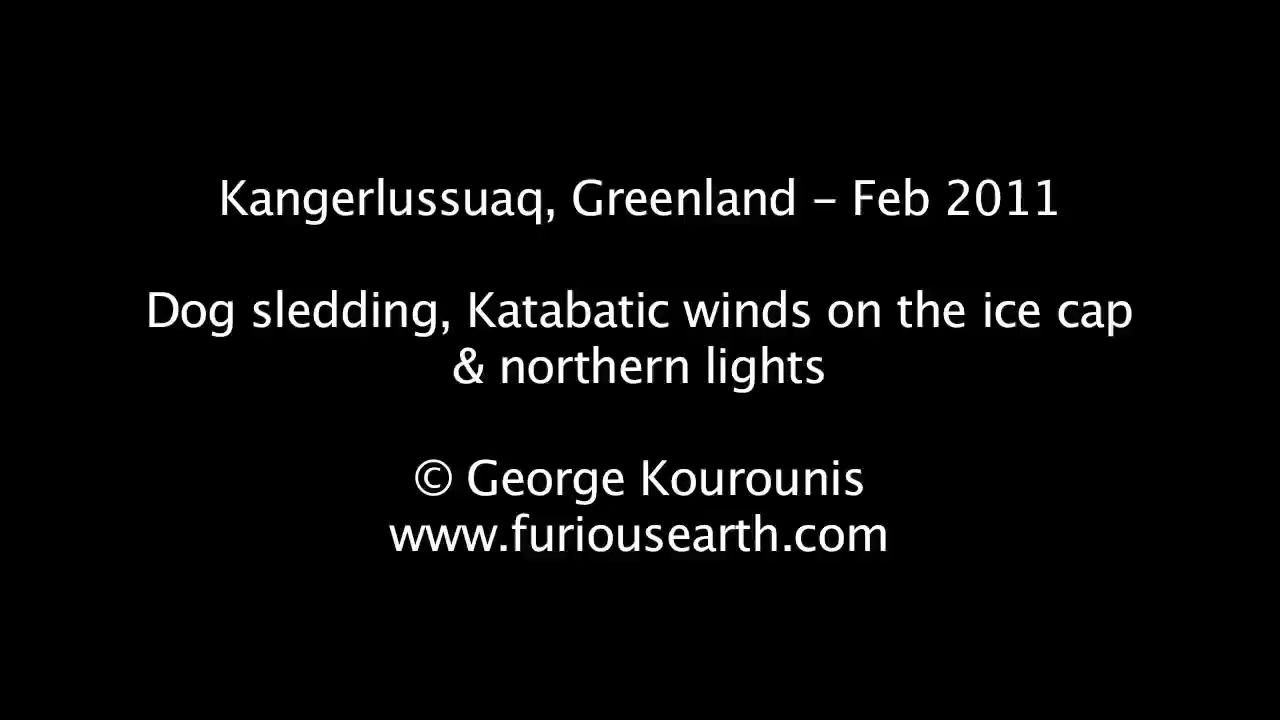 Kangerlussuaq, Greenland - Feb 2011
Dog sledding, Katabatic winds on the ice cap
& northern lights
© George Kourounis
www.furiousearth.com